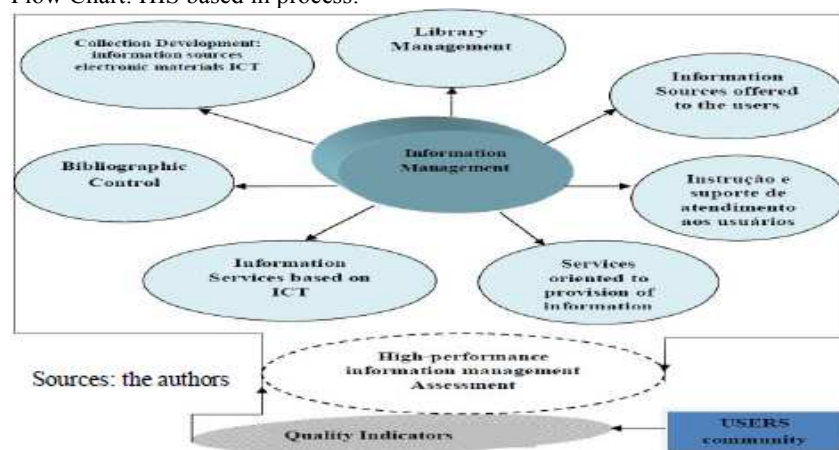 Flow Chart: HIS based in process.
Collection Development:
information sources
electronic materials ICT
Library
Management
Information
Sources offered
to the users
Information
Management
Bibliographic
Control
Instrução e
suporte de
atendimento
aos usuários
Information
Services based on
ICT
Services
oriented to
provision of
information
High-performance
information management
Assessment
Sources: the authors
Quality Indicators
USERS
community